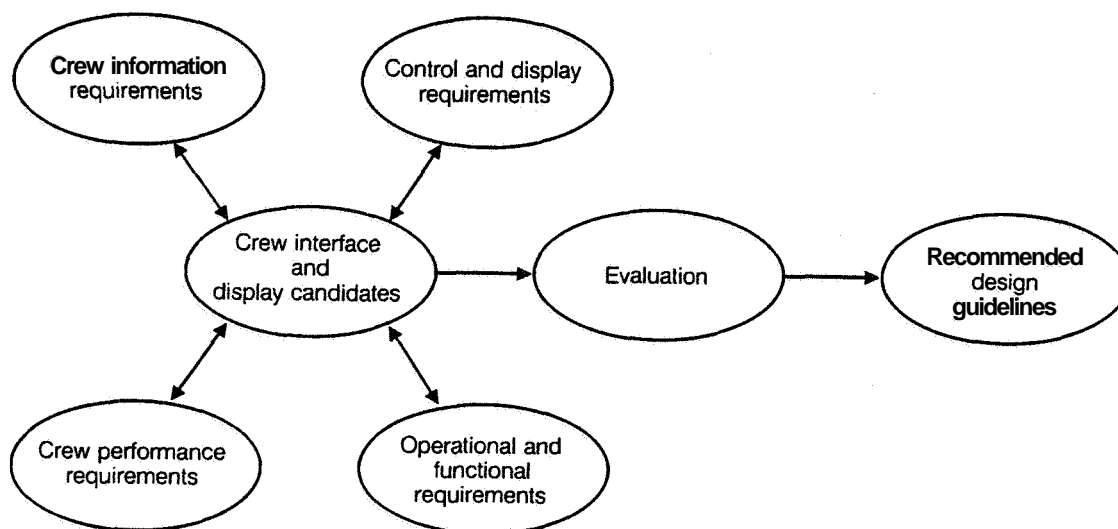 Crew information
requirements
Control and display
requirements
Crew interface
and
display candidates
Evaluation
Recommended
design
guidelines
Crew performance
requirements
Operational and
functional
requirements